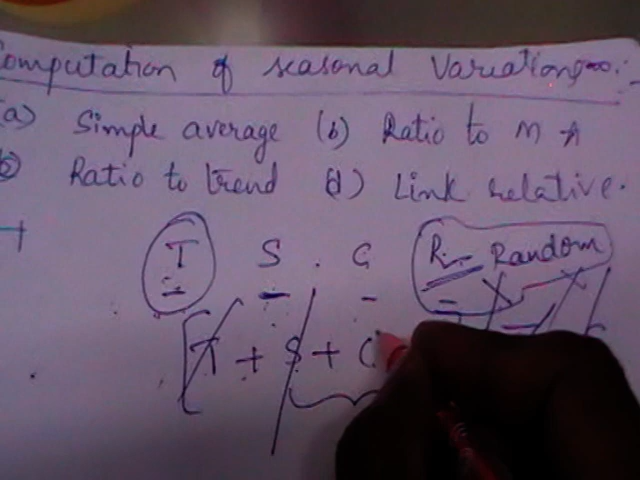 Computation of seasonal Variations :-
(a) Simple average (b) Ratio to M A
(c) Ratio to trend (d) Link relative.
T S . C R - Random
[T + S + C